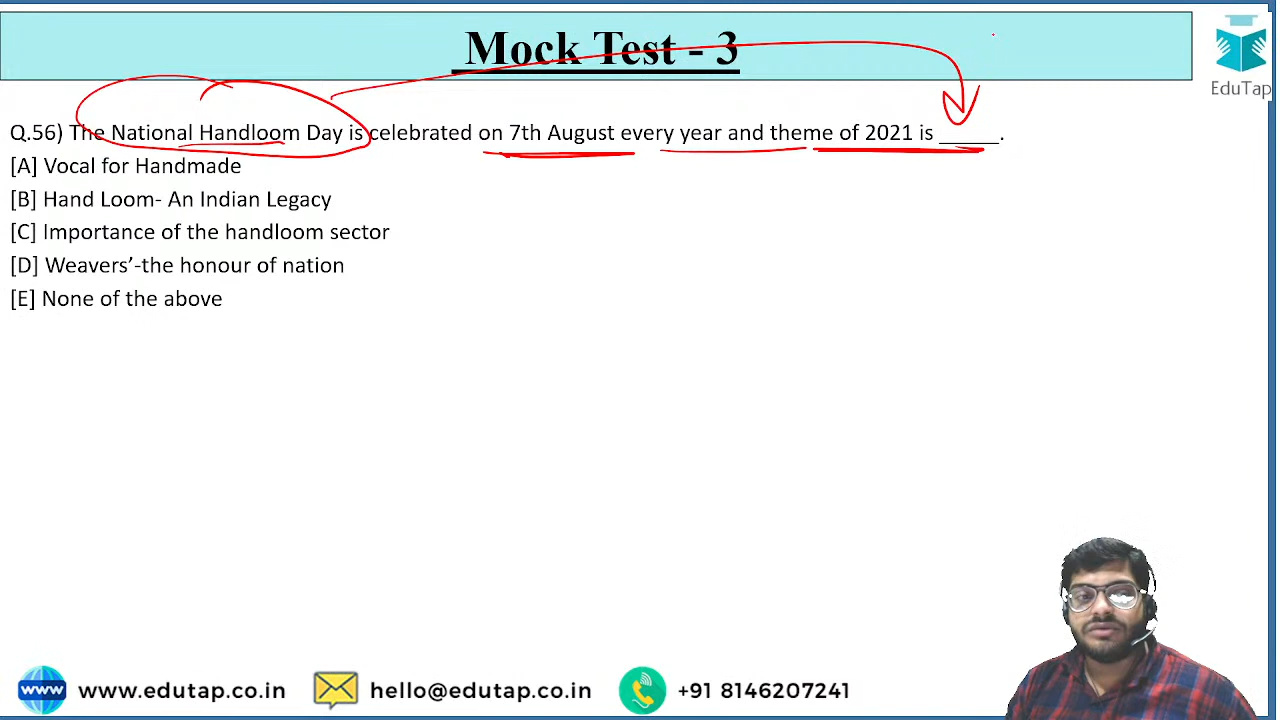 Mock Test - 3
EduTap
Q.56) The National Handloom Day is celebrated on 7th August every year and theme of 2021 is _____.
[A] Vocal for Handmade
[B] Hand Loom- An Indian Legacy
[C] Importance of the handloom sector
[D] Weavers’-the honour of nation
[E] None of the above
www www.edutap.co.in hello@edutap.co.in +91 8146207241